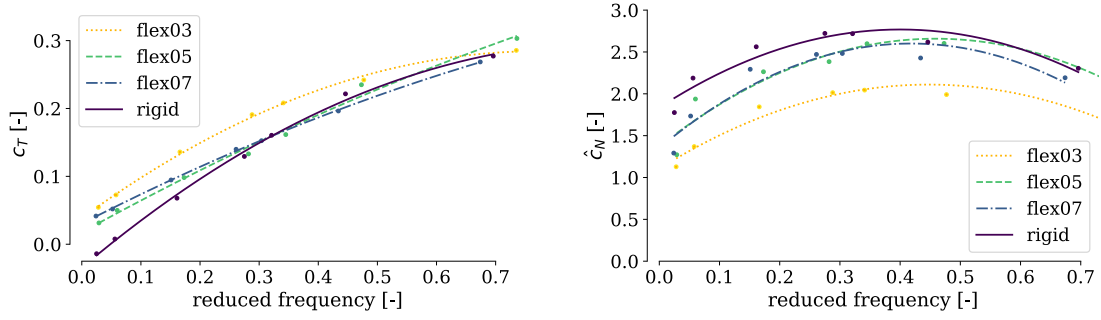 flex03
flex05
flex07
rigid
0.3
0.2
0.1
0.0
c_T [-]
0.0 0.1 0.2 0.3 0.4 0.5 0.6 0.7
reduced frequency [-]
3.0
2.5
2.0
1.5
1.0
0.5
0.0
ĉ_N [-]
flex03
flex05
flex07
rigid
0.0 0.1 0.2 0.3 0.4 0.5 0.6 0.7
reduced frequency [-]